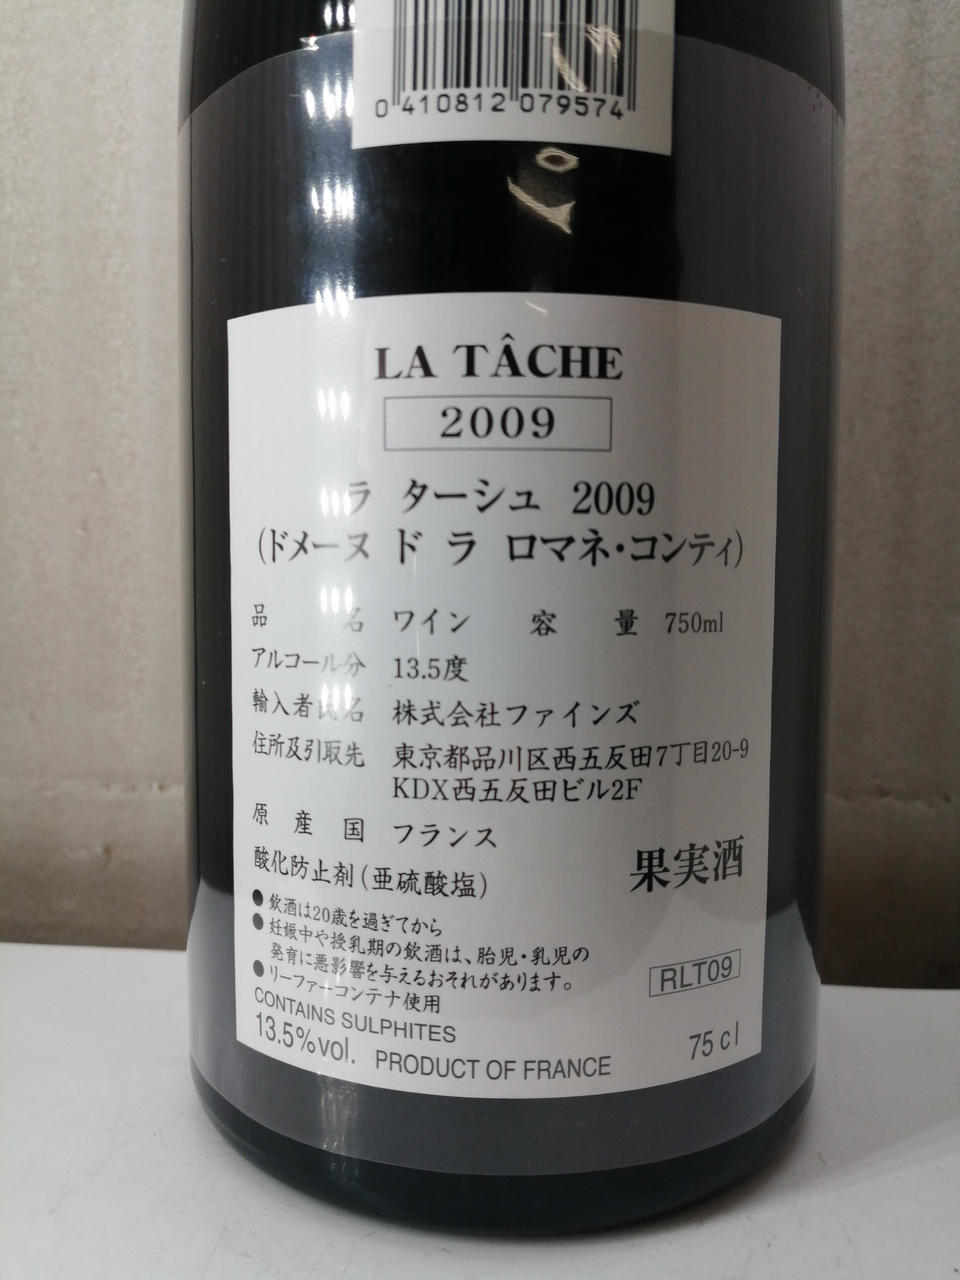 0 410812 079574
LA TÂCHE
2009
ラ ターシュ 2009
(ドメーヌ ド ラ ロマネ・コンティ)
品名 ワイン 容量 750ml
アルコール分 13.5度
輸入者氏名 株式会社ファインズ
住所及引取先 東京都品川区西五反田7丁目20-9
KDX西五反田ビル2F
原産国 フランス
酸化防止剤(亜硫酸塩)
果実酒
●飲酒は20歳を過ぎてから
●妊娠中や授乳期の飲酒は、胎児・乳児の
発育に悪影響を与えるおそれがあります。
●リーファーコンテナ使用
RLT09
CONTAINS SULPHITES
13.5%vol. PRODUCT OF FRANCE 75 cl